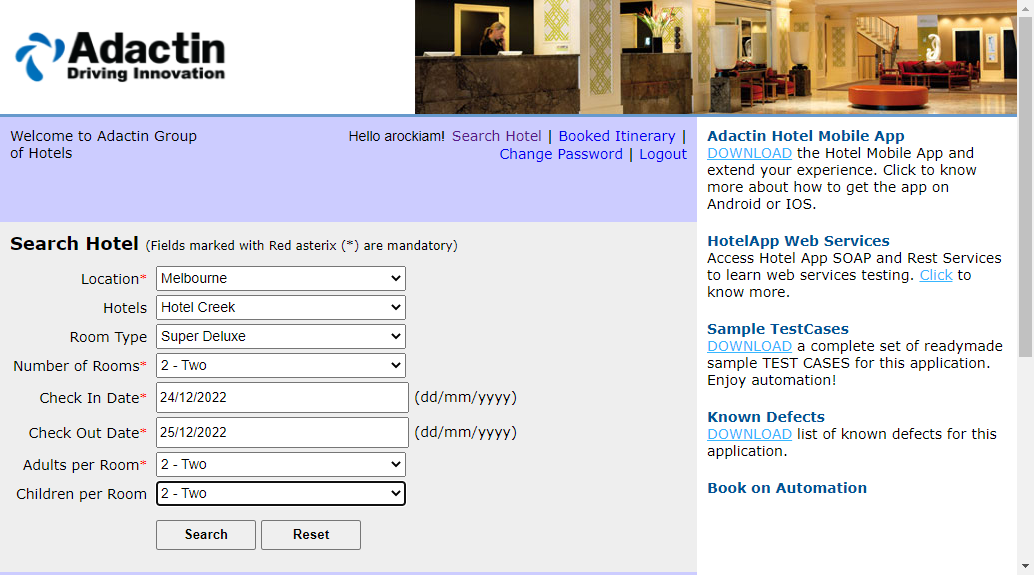 Adactin
Driving Innovation
Welcome to Adactin Group
of Hotels
Hello arockiam! Search Hotel | Booked Itinerary |
Change Password | Logout
Search Hotel (Fields marked with Red asterix (*) are mandatory)
Location* Melbourne
Hotels Hotel Creek
Room Type Super Deluxe
Number of Rooms* 2 - Two
Check In Date* 24/12/2022 (dd/mm/yyyy)
Check Out Date* 25/12/2022 (dd/mm/yyyy)
Adults per Room* 2 - Two
Children per Room 2 - Two
Search Reset
Adactin Hotel Mobile App
DOWNLOAD the Hotel Mobile App and
extend your experience. Click to know
more about how to get the app on
Android or IOS.
HotelApp Web Services
Access Hotel App SOAP and Rest Services
to learn web services testing. Click to
know more.
Sample TestCases
DOWNLOAD a complete set of readymade
sample TEST CASES for this application.
Enjoy automation!
Known Defects
DOWNLOAD list of known defects for this
application.
Book on Automation